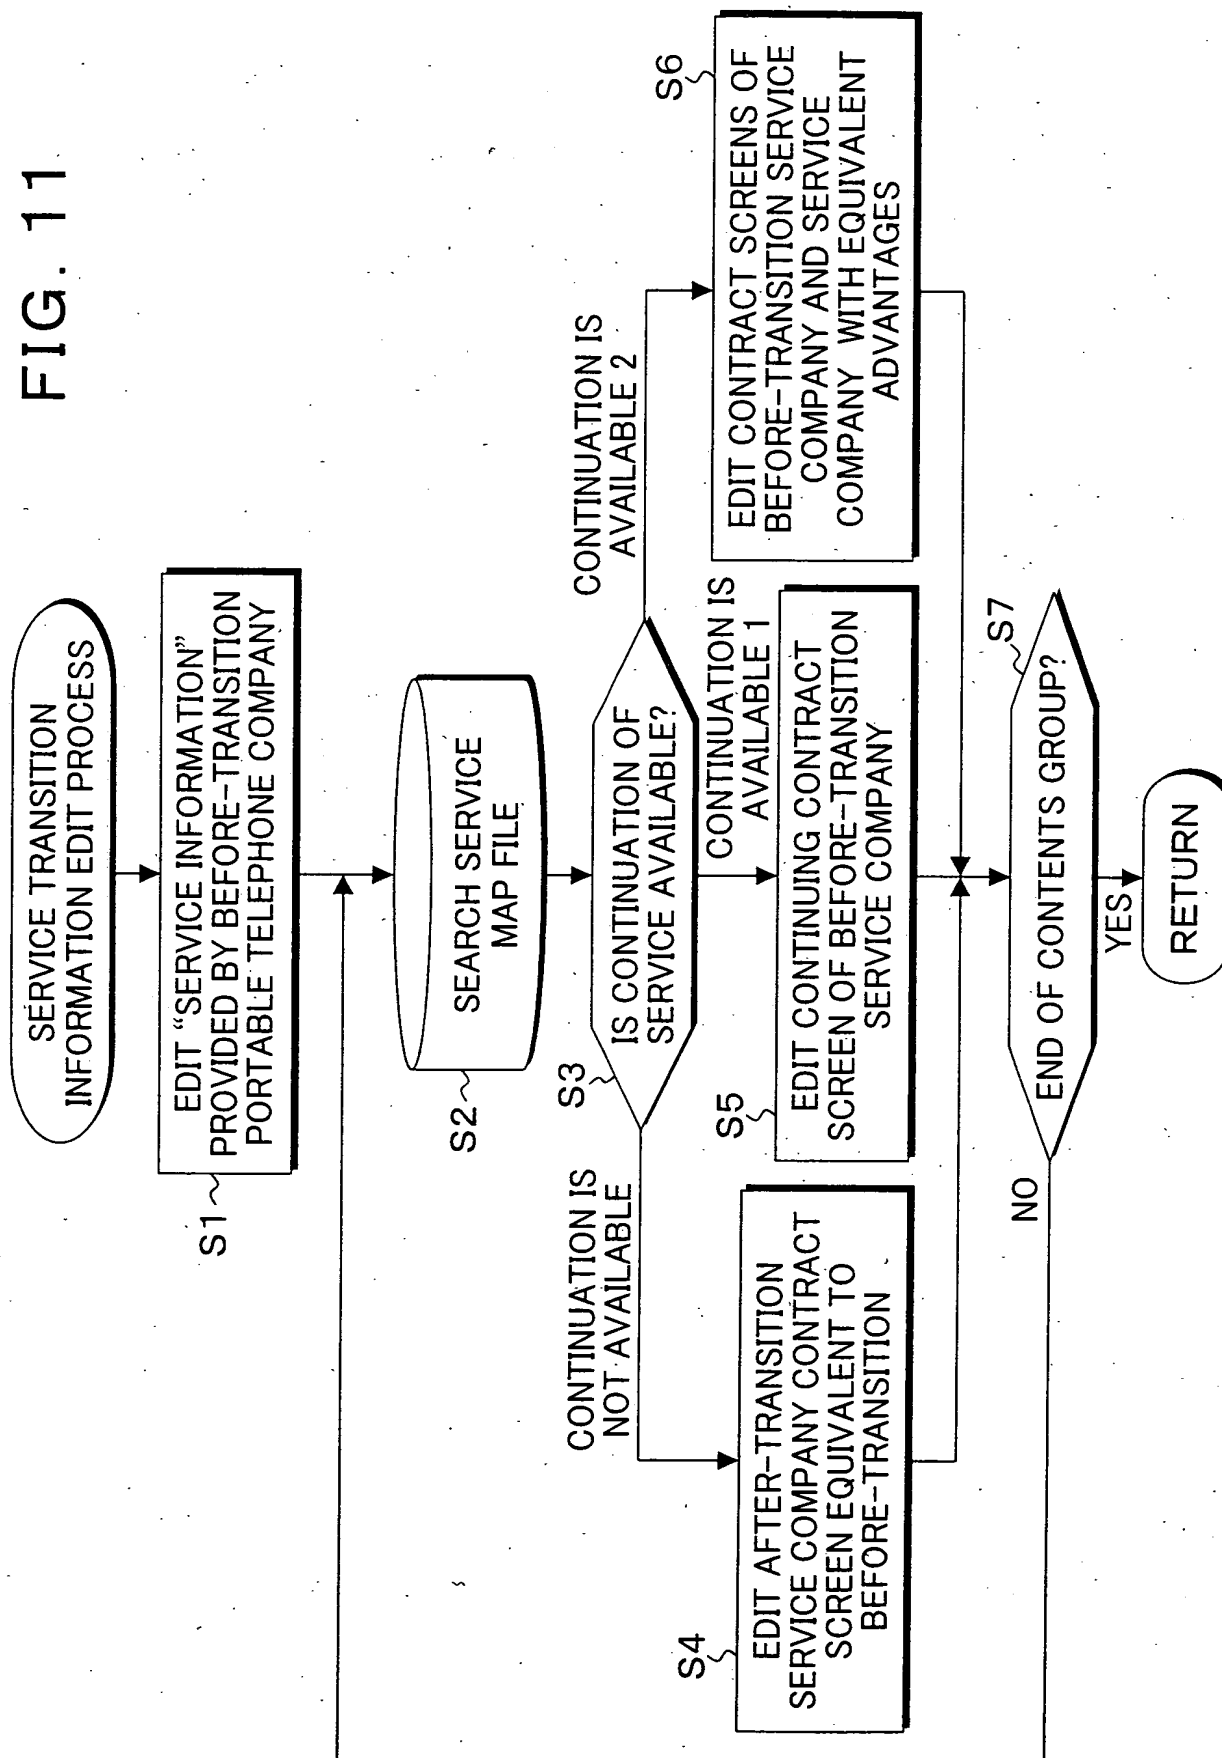 FIG. 11
SERVICE TRANSITION
INFORMATION EDIT PROCESS
S1
EDIT “SERVICE INFORMATION”
PROVIDED BY BEFORE-TRANSITION
PORTABLE TELEPHONE COMPANY
S2
SEARCH SERVICE
MAP FILE
S3
IS CONTINUATION OF
SERVICE AVAILABLE?
CONTINUATION IS
NOT AVAILABLE
CONTINUATION IS
AVAILABLE 1
CONTINUATION IS
AVAILABLE 2
S4
EDIT AFTER-TRANSITION
SERVICE COMPANY CONTRACT
SCREEN EQUIVALENT TO
BEFORE-TRANSITION
S5
EDIT CONTINUING CONTRACT
SCREEN OF BEFORE-TRANSITION
SERVICE COMPANY
S6
EDIT CONTRACT SCREENS OF
BEFORE-TRANSITION SERVICE
COMPANY AND SERVICE
COMPANY WITH EQUIVALENT
ADVANTAGES
S7
END OF CONTENTS GROUP?
NO
YES
RETURN